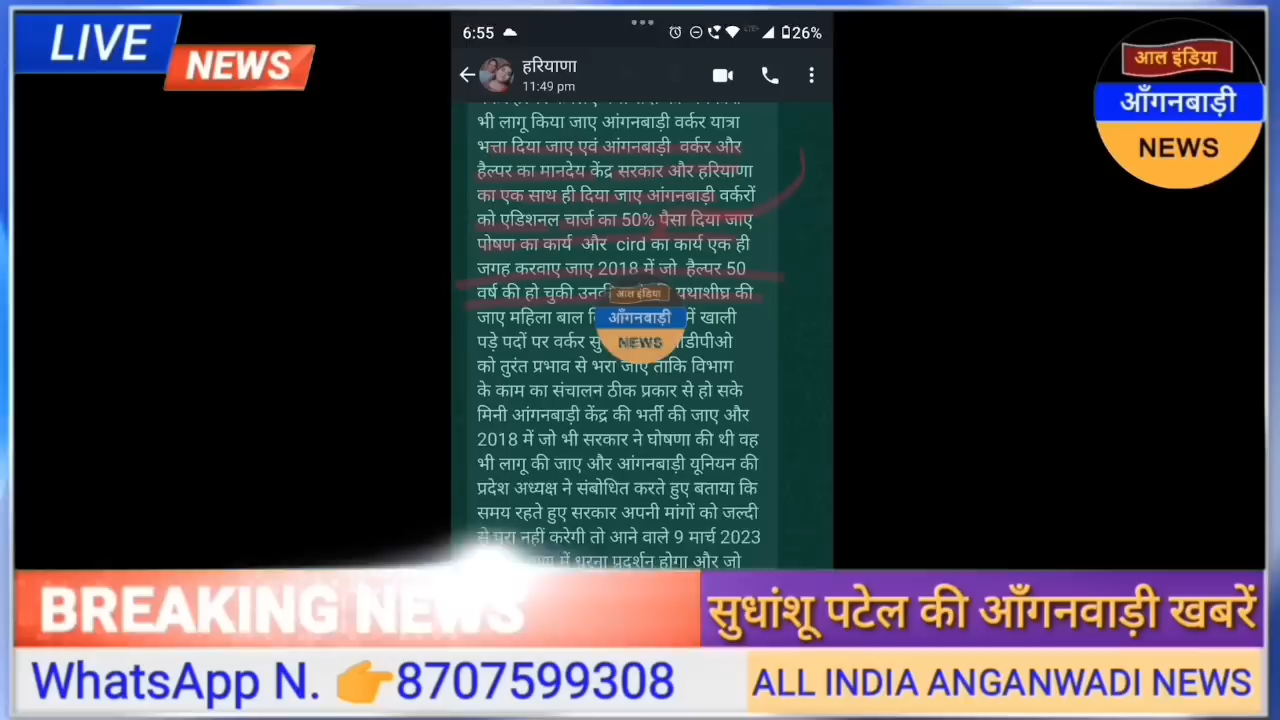 LIVE
NEWS
6:55
26%
हरियाणा
11:49 pm
आल इंडिया
आँगनबाड़ी
NEWS
भी लागू किया जाए आंगनबाड़ी वर्कर यात्रा
भत्ता दिया जाए एवं आंगनबाड़ी वर्कर और
हैल्पर का मानदेय केंद्र सरकार और हरियाणा
का एक साथ ही दिया जाए आंगनबाड़ी वर्करों
को एडिशनल चार्ज का 50% पैसा दिया जाए
पोषण का कार्य और cird का कार्य एक ही
जगह करवाए जाए 2018 में जो हैल्पर 50
वर्ष की हो चुकी यथाशीघ्र की
जाए महिला बाल में खाली
पड़े पदों पर वर्कर
को तुरंत प्रभाव से भरा जाए ताकि विभाग
के काम का संचालन ठीक प्रकार से हो सके
मिनी आंगनबाड़ी केंद्र की भर्ती की जाए और
2018 में जो भी सरकार ने घोषणा की थी वह
भी लागू की जाए और आंगनबाड़ी यूनियन की
प्रदेश अध्यक्ष ने संबोधित करते हुए बताया कि
समय रहते हुए सरकार अपनी मांगों को जल्दी
से पूरा नहीं करेगी तो आने वाले 9 मार्च 2023
में धरना प्रदर्शन होगा और जो
आल इंडिया
आँगनबाड़ी
NEWS
BREAKING NEWS
सुधांशू पटेल की आँगनवाड़ी खबरें
WhatsApp N. 👉8707599308
ALL INDIA ANGANWADI NEWS